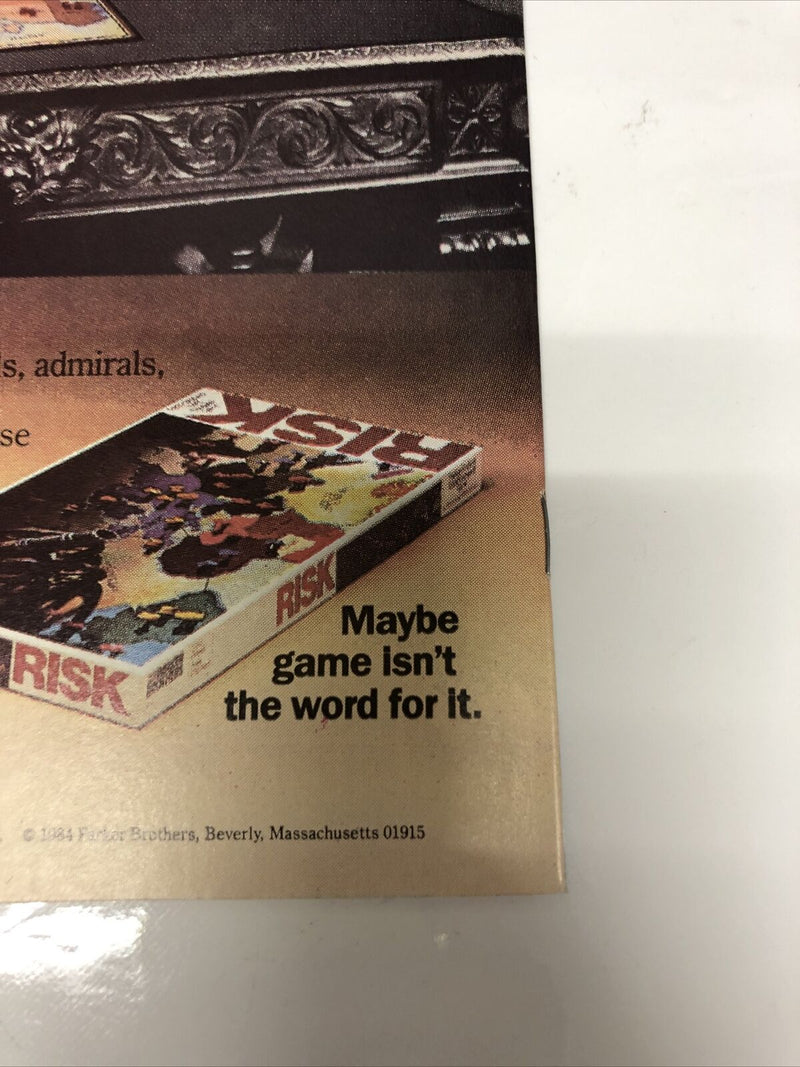 's, admirals,
se
RISK
RISK
RISK
Maybe
game isn't
the word for it.
© 1984 Parker Brothers, Beverly, Massachusetts 01915